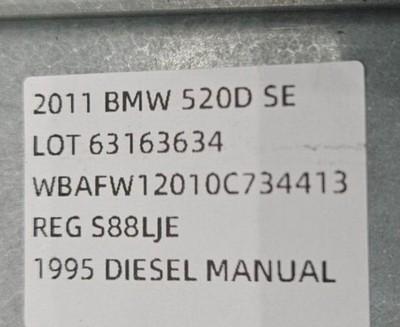 2011 BMW 520D SE
LOT 63163634
WBAFW12010C734413
REG S88LJE
1995 DIESEL MANUAL